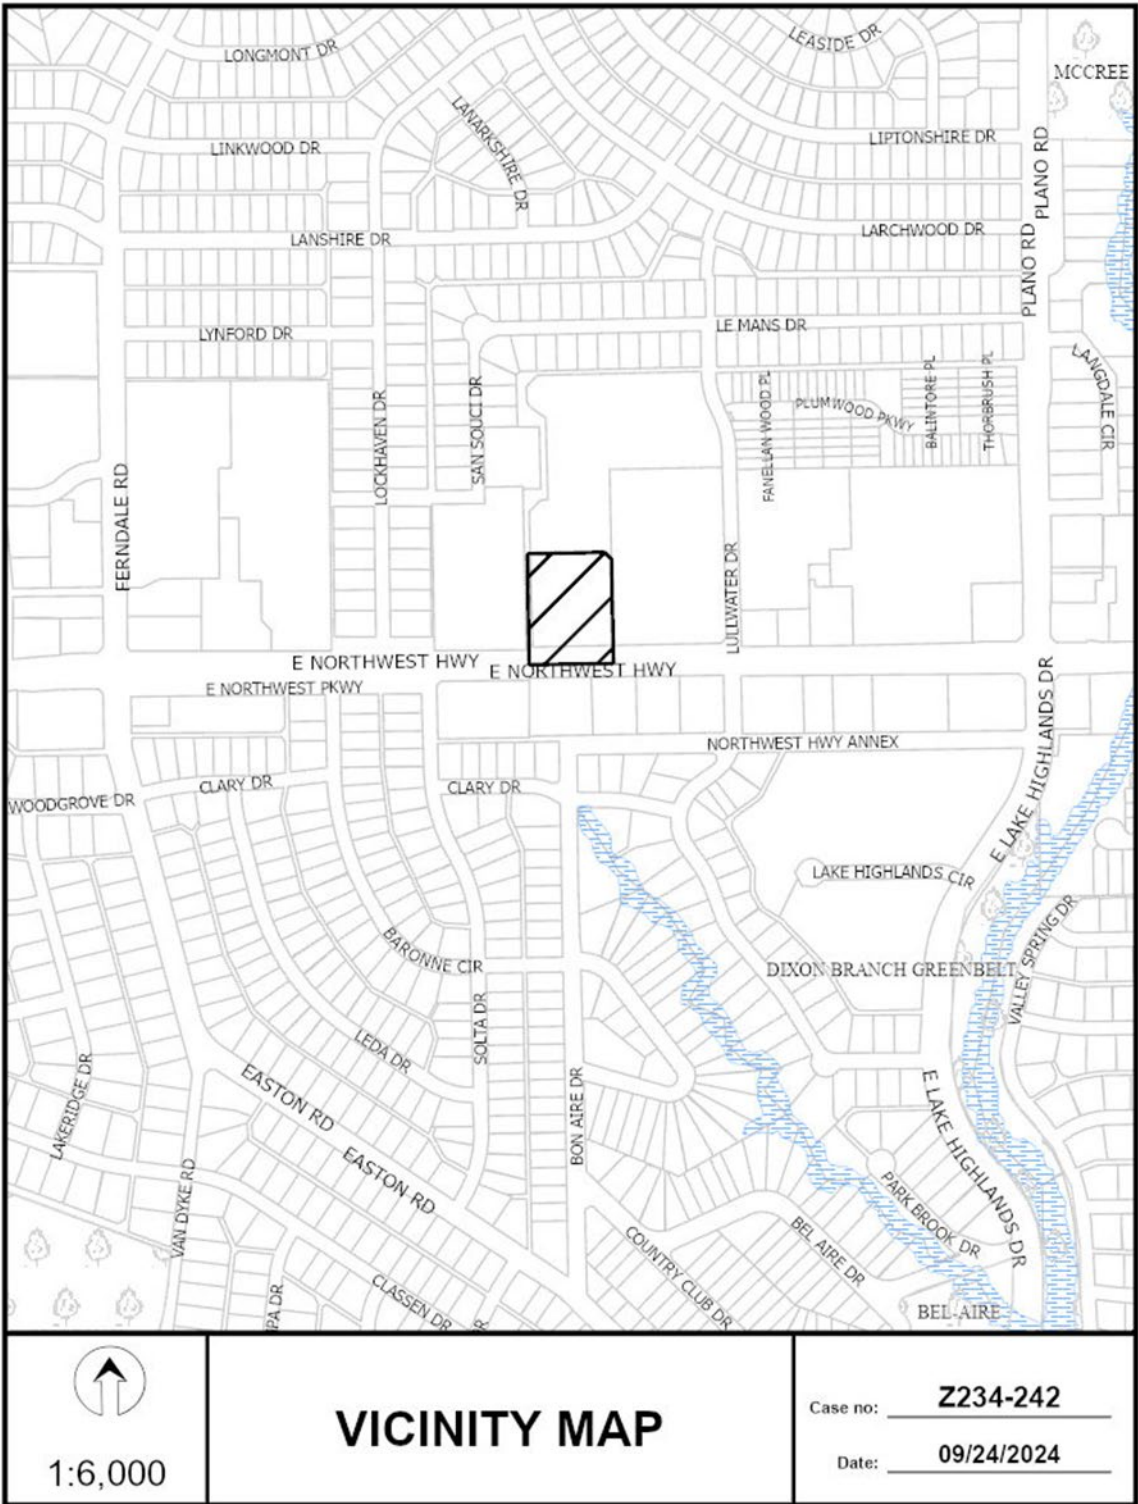 LONGMONT DR
LEASIDE DR
MCCREE
LANARKSHIRE DR
LINKWOOD DR
LIPTONSHIRE DR
PLANO RD
LANSHIRE DR
LARCHWOOD DR
PLANO RD
LYNFORD DR
LE MANS DR
LANGDALE CIR
LOCKHAVEN DR
SAN SOUCI DR
FANELLAN WOOD PL
PLUMWOOD PKWY
BALINTORE PL
THORBRUSH PL
FERNDALE RD
LULLWATER DR
E NORTHWEST HWY
E NORTHWEST HWY
E NORTHWEST PKWY
NORTHWEST HWY ANNEX
E LAKE HIGHLANDS DR
WOODGROVE DR
CLARY DR
CLARY DR
LAKE HIGHLANDS CIR
BARONNE CIR
DIXON BRANCH GREENBELT
VALLEY SPRING DR
SOLTA DR
LEDA DR
LAKERIDGE DR
EASTON RD
EASTON RD
BON AIRE DR
E LAKE HIGHLANDS DR
VAN DYKE RD
PARK BROOK DR
BEL AIRE DR
COUNTRY CLUB DR
CLASSEN DR
PA DR
BEL-AIRE
1:6,000
VICINITY MAP
Case no: Z234-242
Date: 09/24/2024